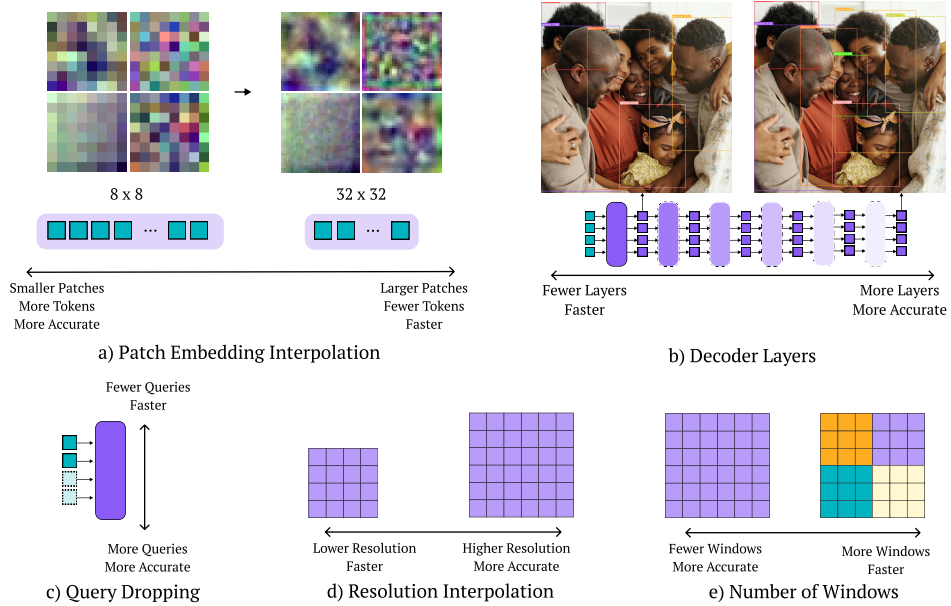 8 x 8
32 x 32
...
...
Smaller Patches
More Tokens
More Accurate
Larger Patches
Fewer Tokens
Faster
a) Patch Embedding Interpolation
Fewer Layers
Faster
More Layers
More Accurate
b) Decoder Layers
Fewer Queries
Faster
More Queries
More Accurate
c) Query Dropping
Lower Resolution
Faster
Higher Resolution
More Accurate
d) Resolution Interpolation
Fewer Windows
More Accurate
More Windows
Faster
e) Number of Windows